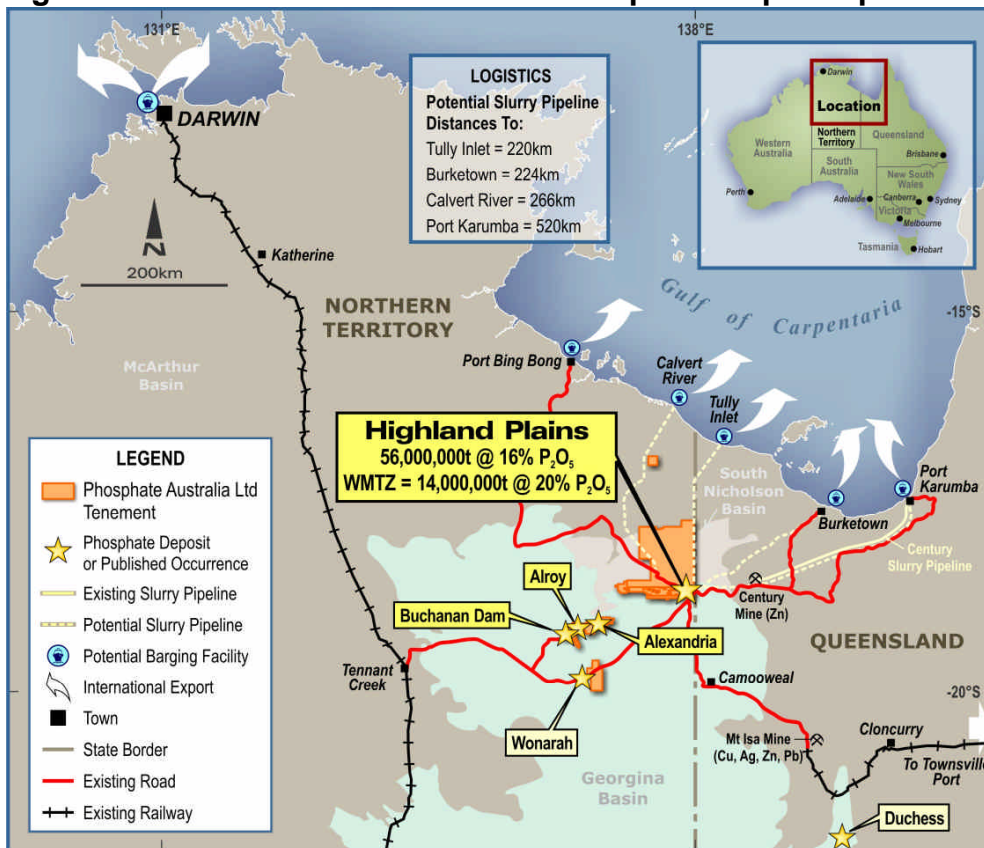 131°E
138°E
DARWIN
LOGISTICS
Potential Slurry Pipeline
Distances To:
Tully Inlet = 220km
Burketown = 224km
Calvert River = 266km
Port Karumba = 520km
Darwin
Location
Western
Australia
Northern
Territory
Queensland
South
Australia
Brisbane
New South
Wales
Perth
Adelaide
Canberra
Sydney
Victoria
Melbourne
Tasmania
Hobart
N
200km
Katherine
NORTHERN
TERRITORY
Gulf of Carpentaria
-15°S
McArthur
Basin
Port Bing Bong
Calvert
River
Tully
Inlet
Highland Plains
56,000,000t @ 16% P₂O₅
WMTZ = 14,000,000t @ 20% P₂O₅
South
Nicholson
Basin
Port
Karumba
Burketown
Century
Slurry Pipeline
Century
Mine (Zn)
LEGEND
Phosphate Australia Ltd
Tenement
Phosphate Deposit
or Published Occurrence
Existing Slurry Pipeline
Potential Slurry Pipeline
Potential Barging Facility
International Export
Town
State Border
Existing Road
Existing Railway
Alroy
Buchanan Dam
Alexandria
QUEENSLAND
Tennant
Creek
Camooweal
-20°S
Wonarah
Mt Isa Mine
(Cu, Ag, Zn, Pb)
Cloncurry
To Townsville
Port
Georgina
Basin
Duchess